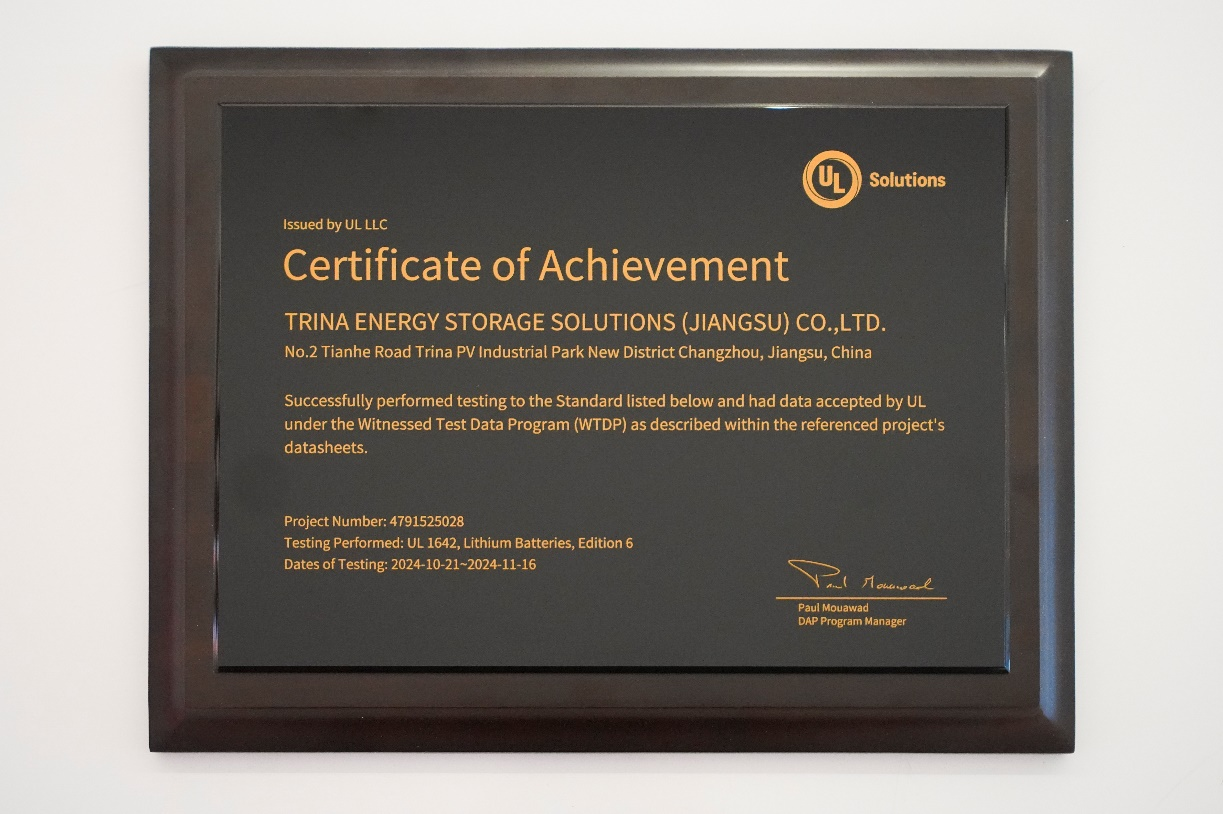 UL Solutions
Issued by UL LLC
Certificate of Achievement
TRINA ENERGY STORAGE SOLUTIONS (JIANGSU) CO.,LTD.
No.2 Tianhe Road Trina PV Industrial Park New District Changzhou, Jiangsu, China
Successfully performed testing to the Standard listed below and had data accepted by UL
under the Witnessed Test Data Program (WTDP) as described within the referenced project's
datasheets.
Project Number: 4791525028
Testing Performed: UL 1642, Lithium Batteries, Edition 6
Dates of Testing: 2024-10-21~2024-11-16
Paul Mouawad
Paul Mouawad
DAP Program Manager